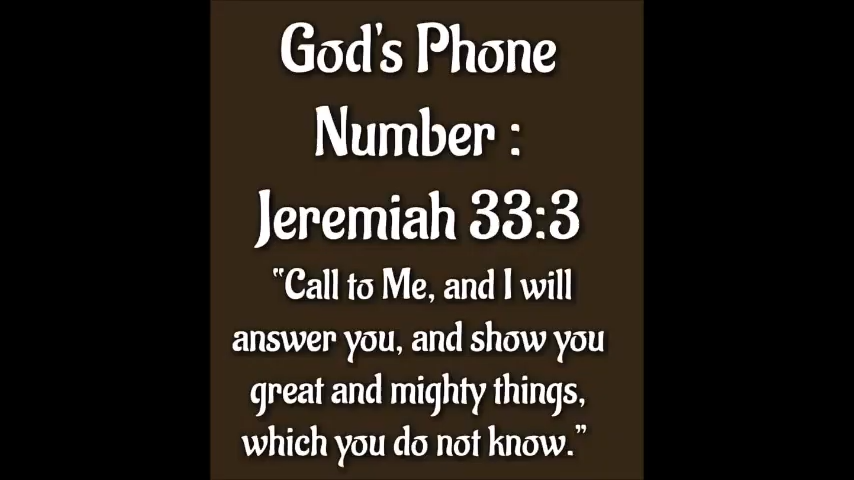 God's Phone
Number :
Jeremiah 33:3
“Call to Me, and I will
answer you, and show you
great and mighty things,
which you do not know.”